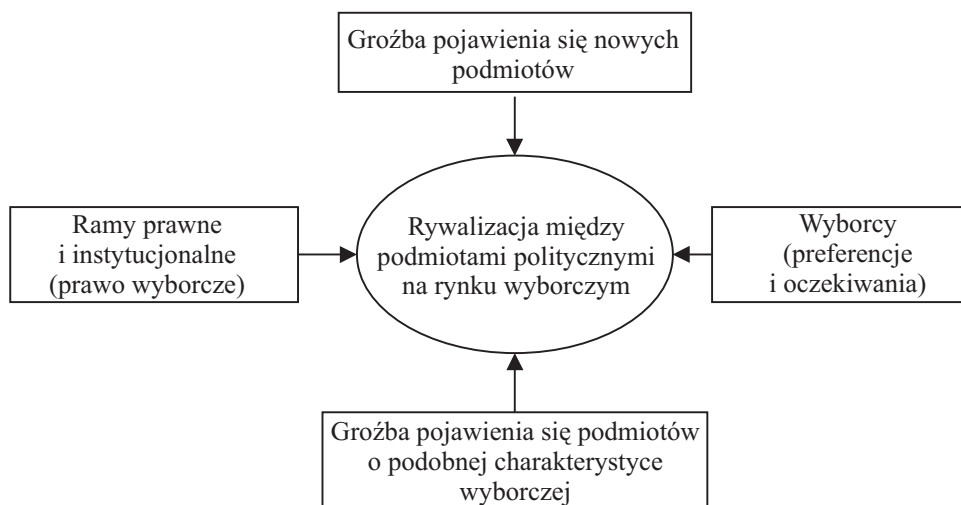 Groźba pojawienia się nowych
podmiotów
Ramy prawne
i instytucjonalne
(prawo wyborcze)
Rywalizacja między
podmiotami politycznymi
na rynku wyborczym
Wyborcy
(preferencje
i oczekiwania)
Groźba pojawienia się podmiotów
o podobnej charakterystyce
wyborczej